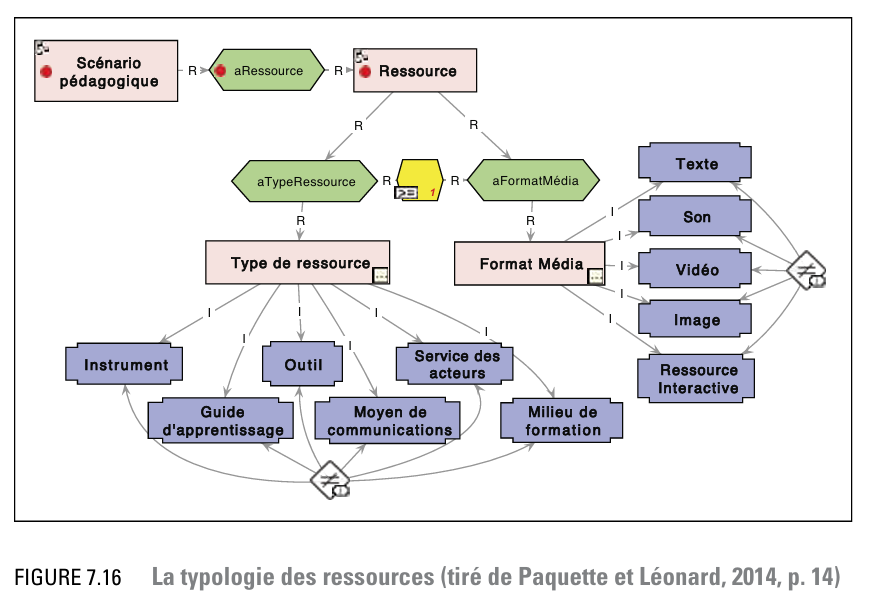 Scénario
pédagogique
R
aRessource
R
Ressource
R
R
aTypeRessource
R
1
R
aFormatMédia
R
R
Type de ressource
Format Média
I
I
I
I
I
Texte
Son
Vidéo
Image
Ressource
Interactive
I
I
I
I
I
I
Instrument
Outil
Service des
acteurs
Guide
d'apprentissage
Moyen de
communications
Milieu de
formation
FIGURE 7.16 La typologie des ressources (tiré de Paquette et Léonard, 2014, p. 14)